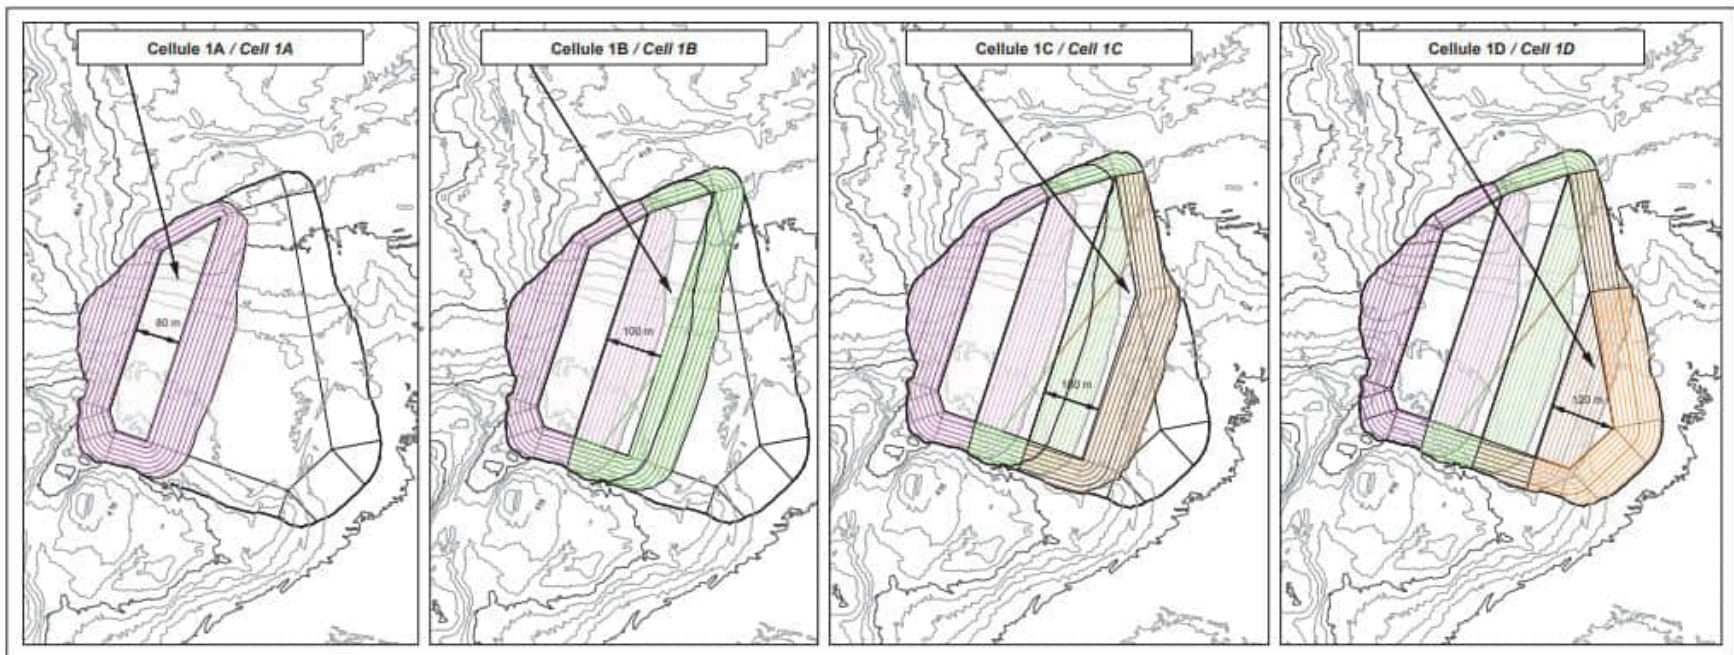 Cellule 1A / Cell 1A
Cellule 1B / Cell 1B
Cellule 1C / Cell 1C
Cellule 1D / Cell 1D
80 m
100 m
100 m
120 m